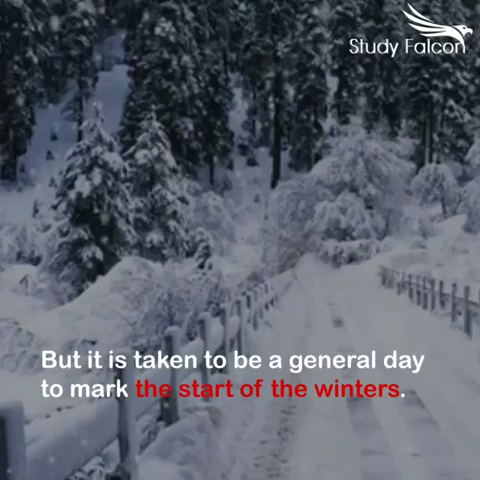 Study Falcon
But it is taken to be a general day
to mark the start of the winters.